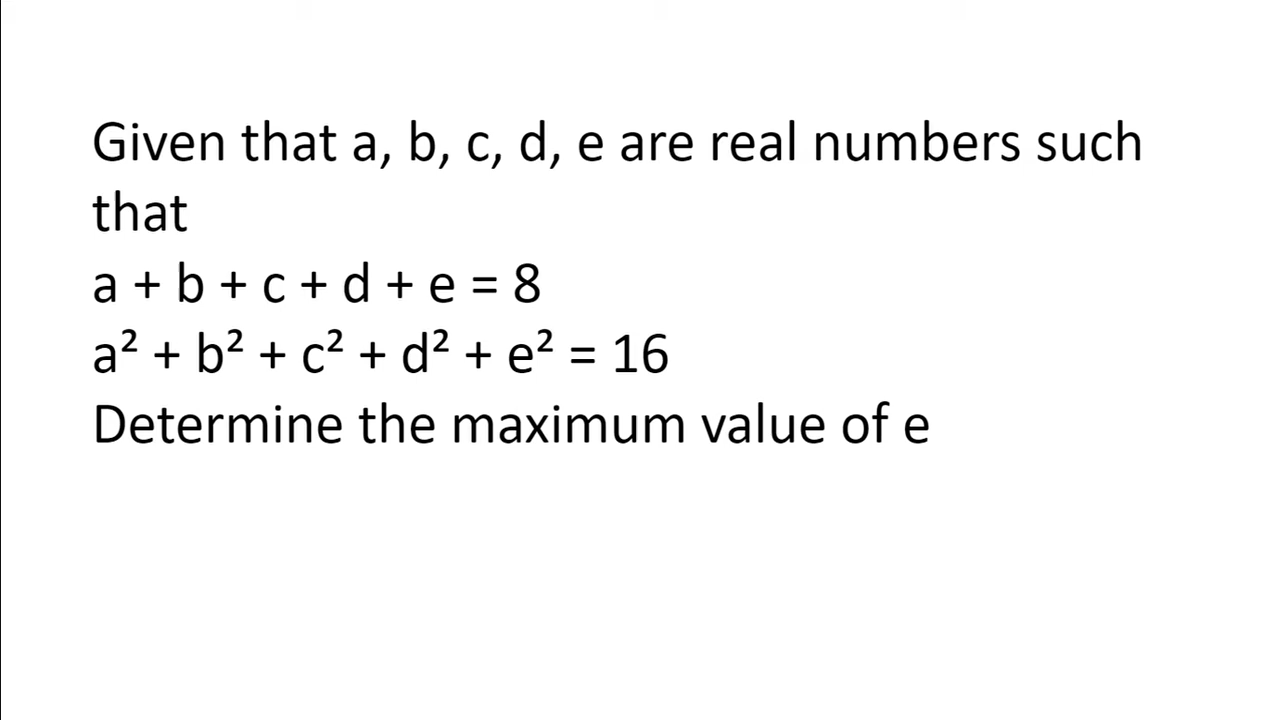 Given that a, b, c, d, e are real numbers such
that
a + b + c + d + e = 8
a² + b² + c² + d² + e² = 16
Determine the maximum value of e